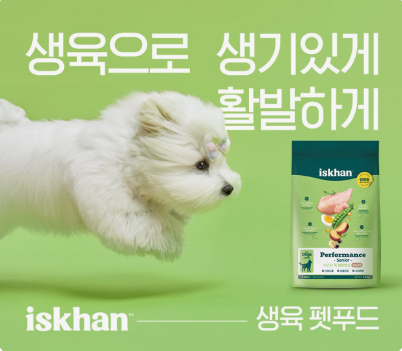 생육으로 생기있게
활발하게
iskhan
Performance
Senior
iskhan
생육 펫푸드